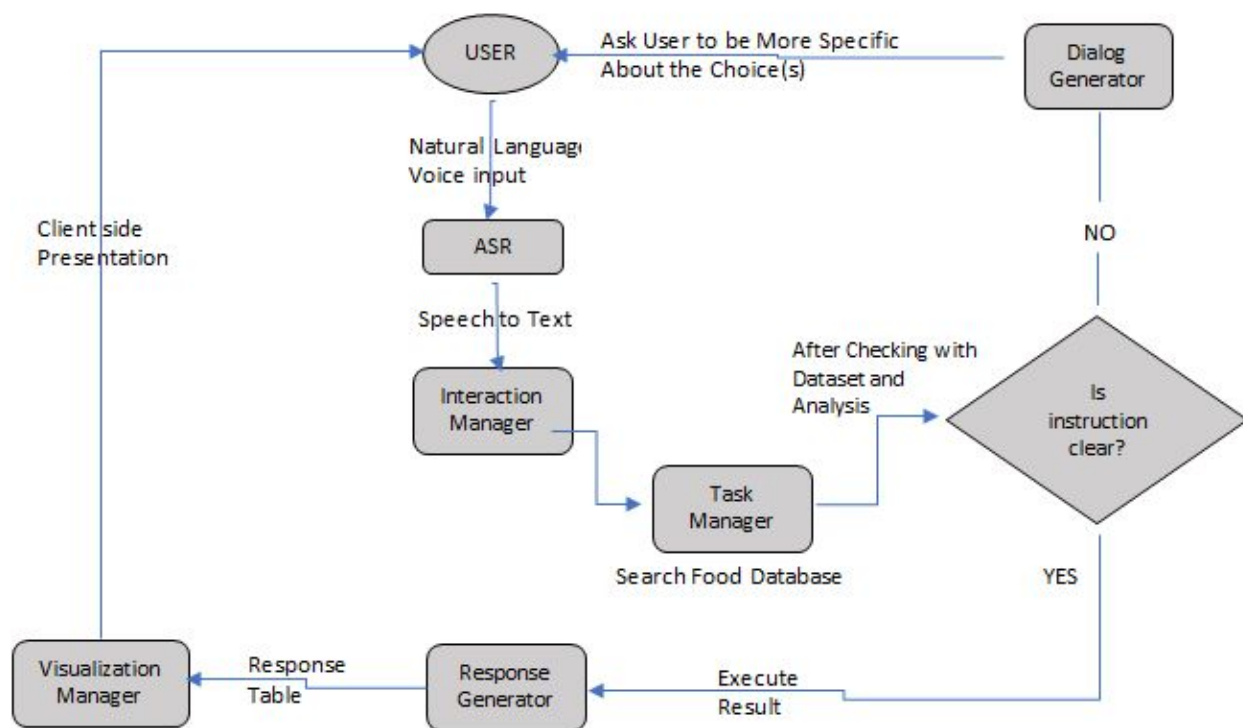 USER
Ask User to be More Specific
About the Choice(s)
Dialog
Generator
Natural Language
Voice input
Client side
Presentation
ASR
NO
Speech to Text
After Checking with
Dataset and
Analysis
Interaction
Manager
Is
instruction
clear?
Task
Manager
Search Food Database
YES
Visualization
Manager
Response
Table
Response
Generator
Execute
Result